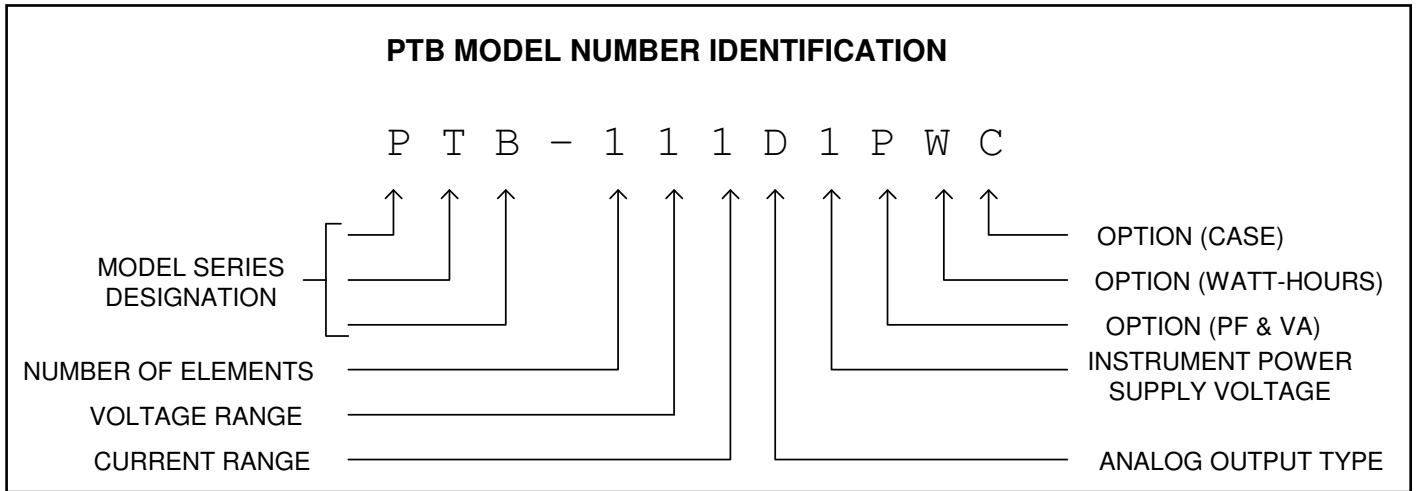 PTB MODEL NUMBER IDENTIFICATION
P T B - 1 1 1 D 1 P W C
MODEL SERIES
DESIGNATION
NUMBER OF ELEMENTS
VOLTAGE RANGE
CURRENT RANGE
OPTION (CASE)
OPTION (WATT-HOURS)
OPTION (PF & VA)
INSTRUMENT POWER
SUPPLY VOLTAGE
ANALOG OUTPUT TYPE